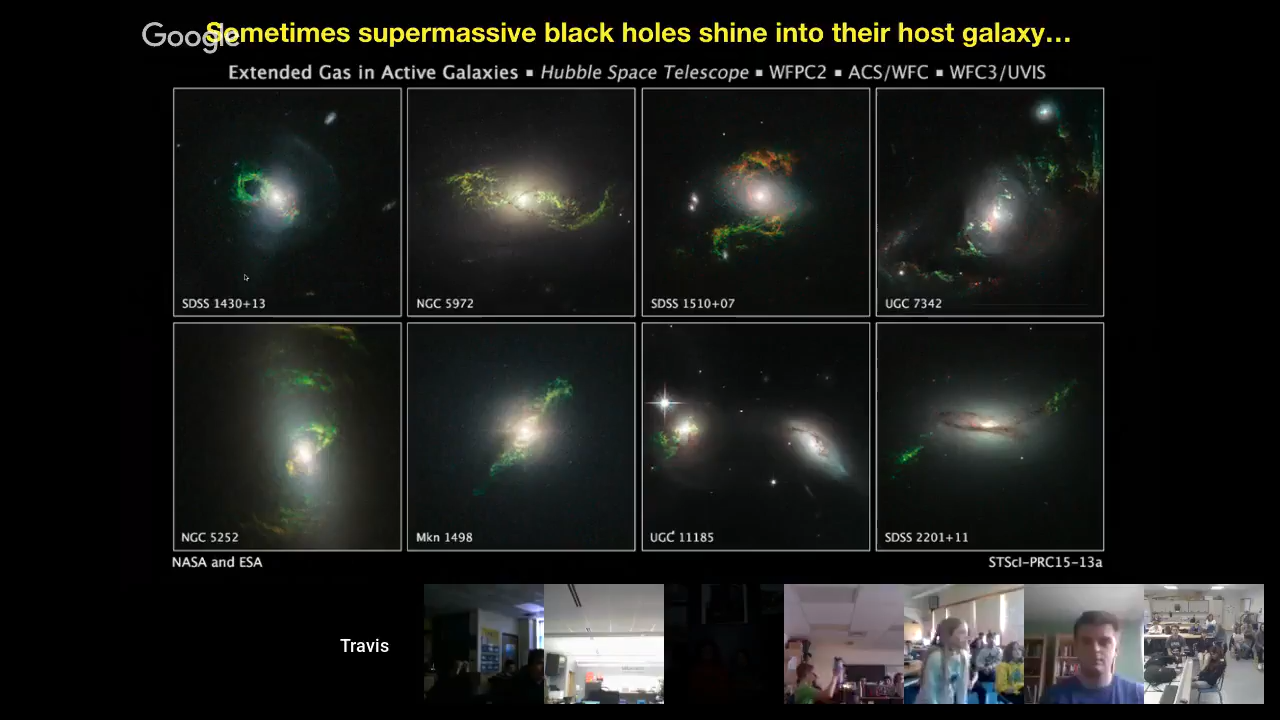 Google
Sometimes supermassive black holes shine into their host galaxy…
Extended Gas in Active Galaxies ▪ Hubble Space Telescope ▪ WFPC2 ▪ ACS/WFC ▪ WFC3/UVIS
SDSS 1430+13
NGC 5972
SDSS 1510+07
UGC 7342
NGC 5252
Mkn 1498
UGC 11185
SDSS 2201+11
NASA and ESA
STScI-PRC15-13a
Travis